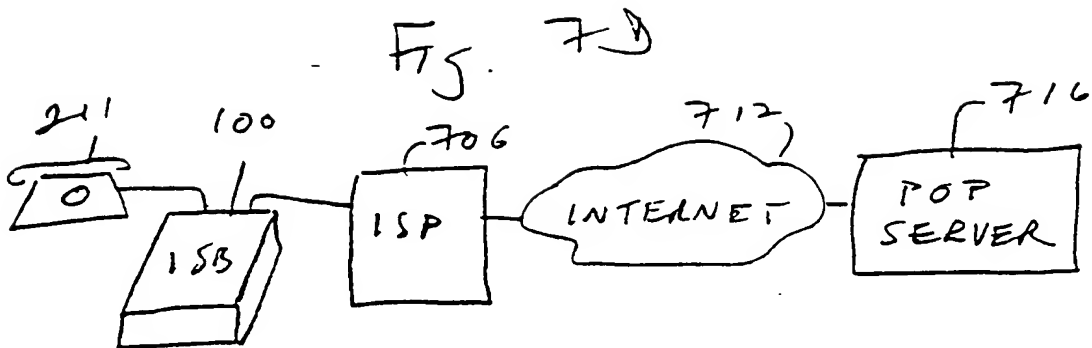 Fig. 7D
211
100
706
712
716
ISB
ISP
INTERNET
POP
SERVER